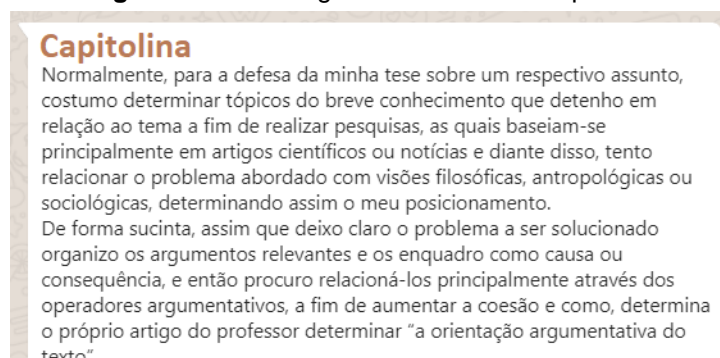 Capitolina
Normalmente, para a defesa da minha tese sobre um respectivo assunto,
costumo determinar tópicos do breve conhecimento que detenho em
relação ao tema a fim de realizar pesquisas, as quais baseiam-se
principalmente em artigos científicos ou notícias e diante disso, tento
relacionar o problema abordado com visões filosóficas, antropológicas ou
sociológicas, determinando assim o meu posicionamento.
De forma sucinta, assim que deixo claro o problema a ser solucionado
organizo os argumentos relevantes e os enquadro como causa ou
consequência, e então procuro relacioná-los principalmente através dos
operadores argumentativos, a fim de aumentar a coesão e como, determina
o próprio artigo do professor determinar “a orientação argumentativa do
texto”